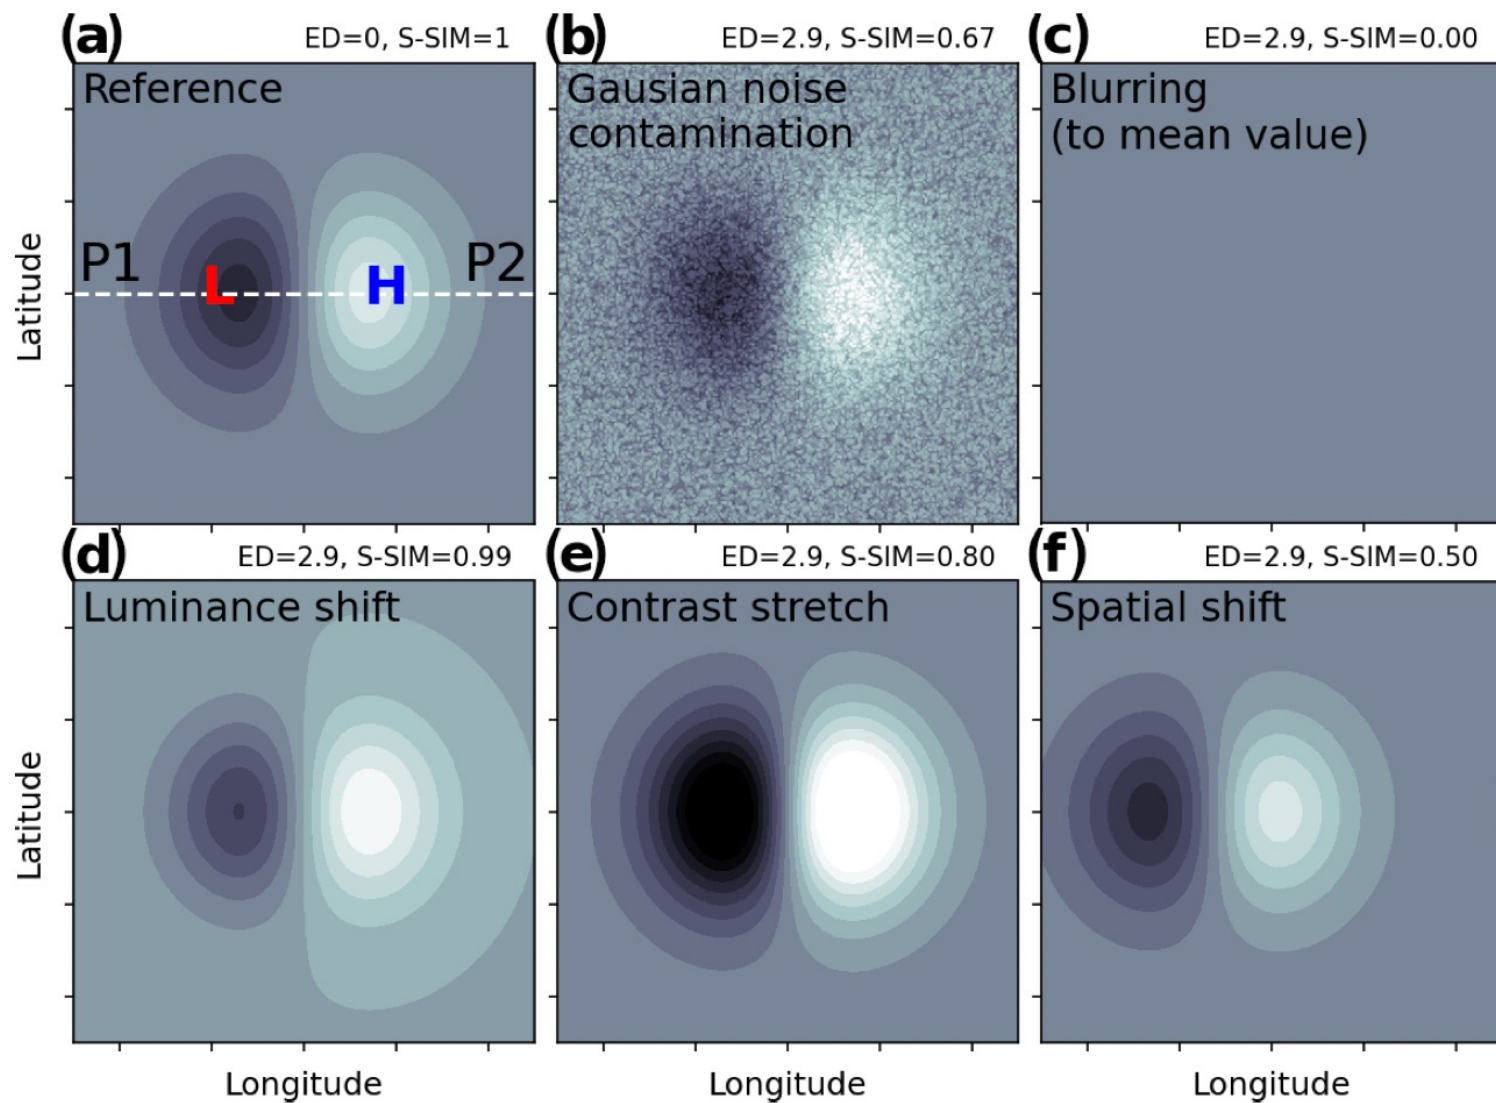 (a) ED=0, S-SIM=1
Reference
P1
L
H
P2
Latitude
(b) ED=2.9, S-SIM=0.67
Gausian noise
contamination
(c) ED=2.9, S-SIM=0.00
Blurring
(to mean value)
(d) ED=2.9, S-SIM=0.99
Luminance shift
Latitude
Longitude
(e) ED=2.9, S-SIM=0.80
Contrast stretch
Longitude
(f) ED=2.9, S-SIM=0.50
Spatial shift
Longitude